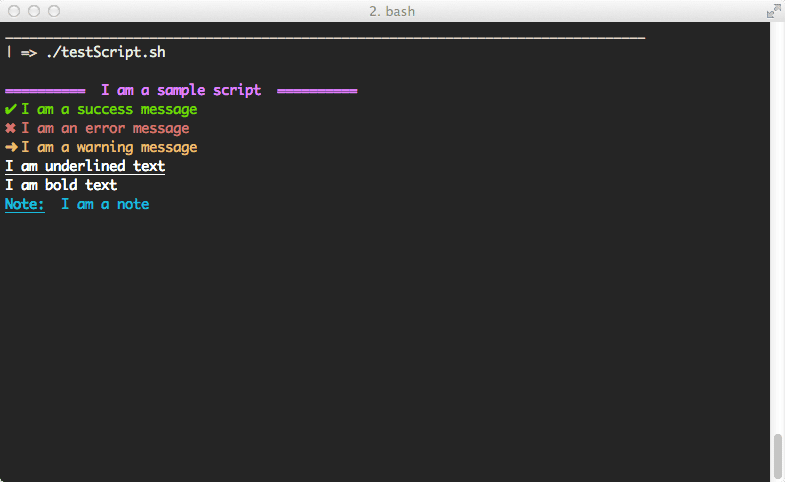 2. bash
________________________________________________________________________________
| => ./testScript.sh
==========  I am a sample script  ==========
✔ I am a success message
✖ I am an error message
➜ I am a warning message
I am underlined text
I am bold text
Note:  I am a note